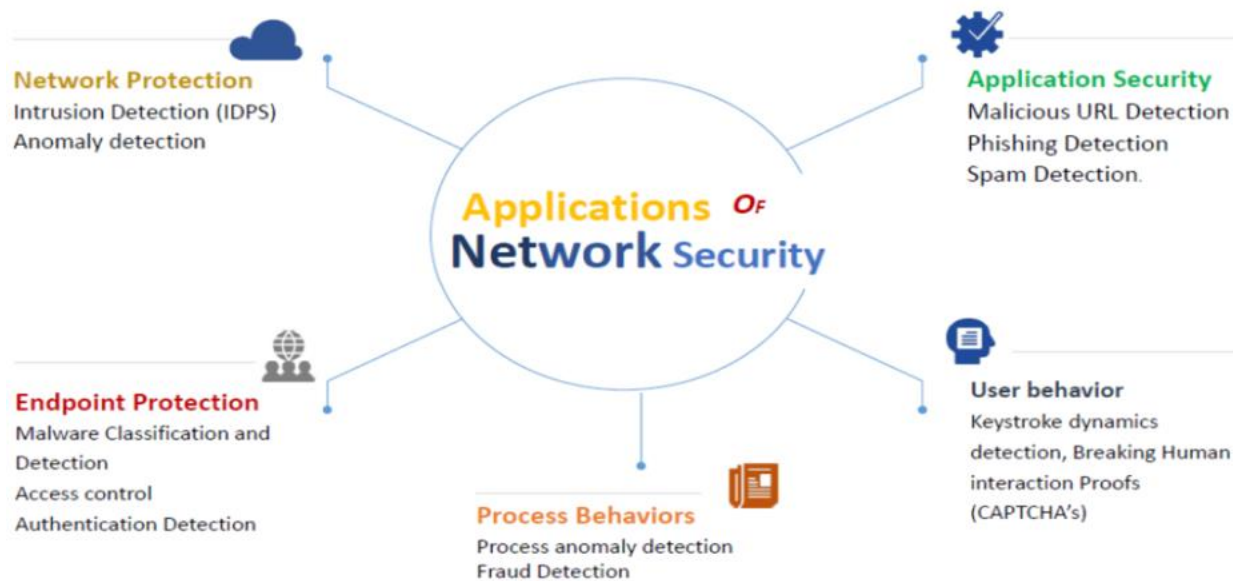 Network Protection
Intrusion Detection (IDPS)
Anomaly detection
Application Security
Malicious URL Detection
Phishing Detection
Spam Detection.
Applications OF
Network Security
Endpoint Protection
Malware Classification and
Detection
Access control
Authentication Detection
Process Behaviors
Process anomaly detection
Fraud Detection
User behavior
Keystroke dynamics
detection, Breaking Human
interaction Proofs
(CAPTCHA’s)